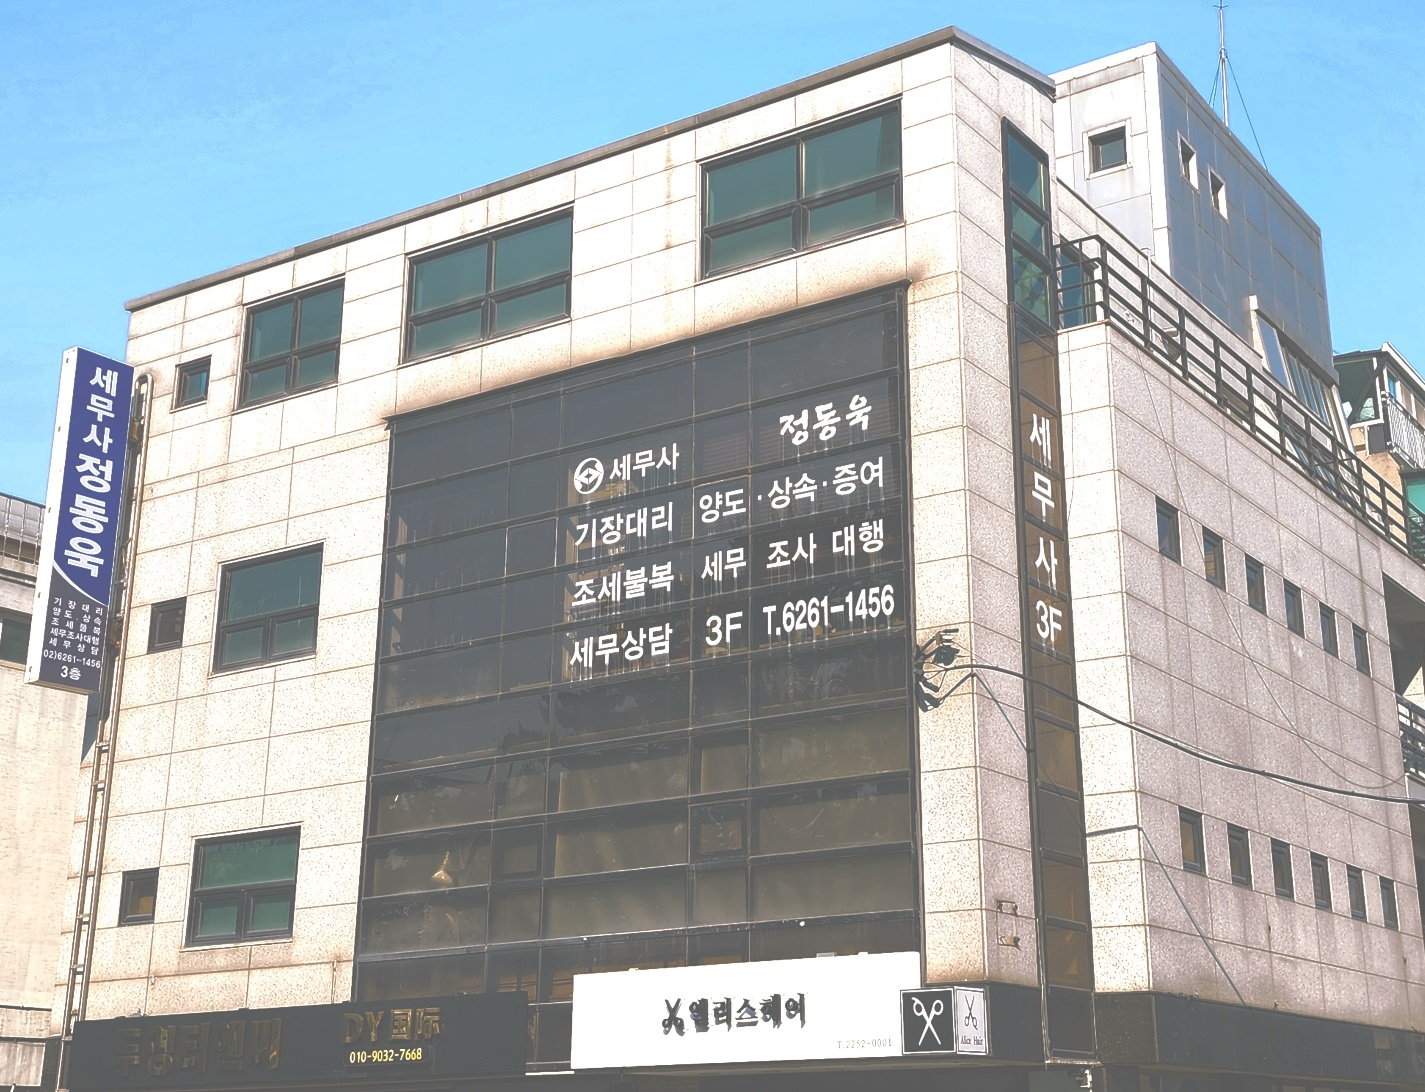 세무사정동욱
기장대리
양도.상속
조세불복
세무조사대행
세무상담
02)6261-1456
3층
세무사 정동욱
기장대리 양도·상속·증여
조세불복 세무 조사 대행
세무상담 3F T.6261-1456
세무사 3F
DY国际
010-9032-7668
엘리스헤어
T.2252-0001
Alice Hair